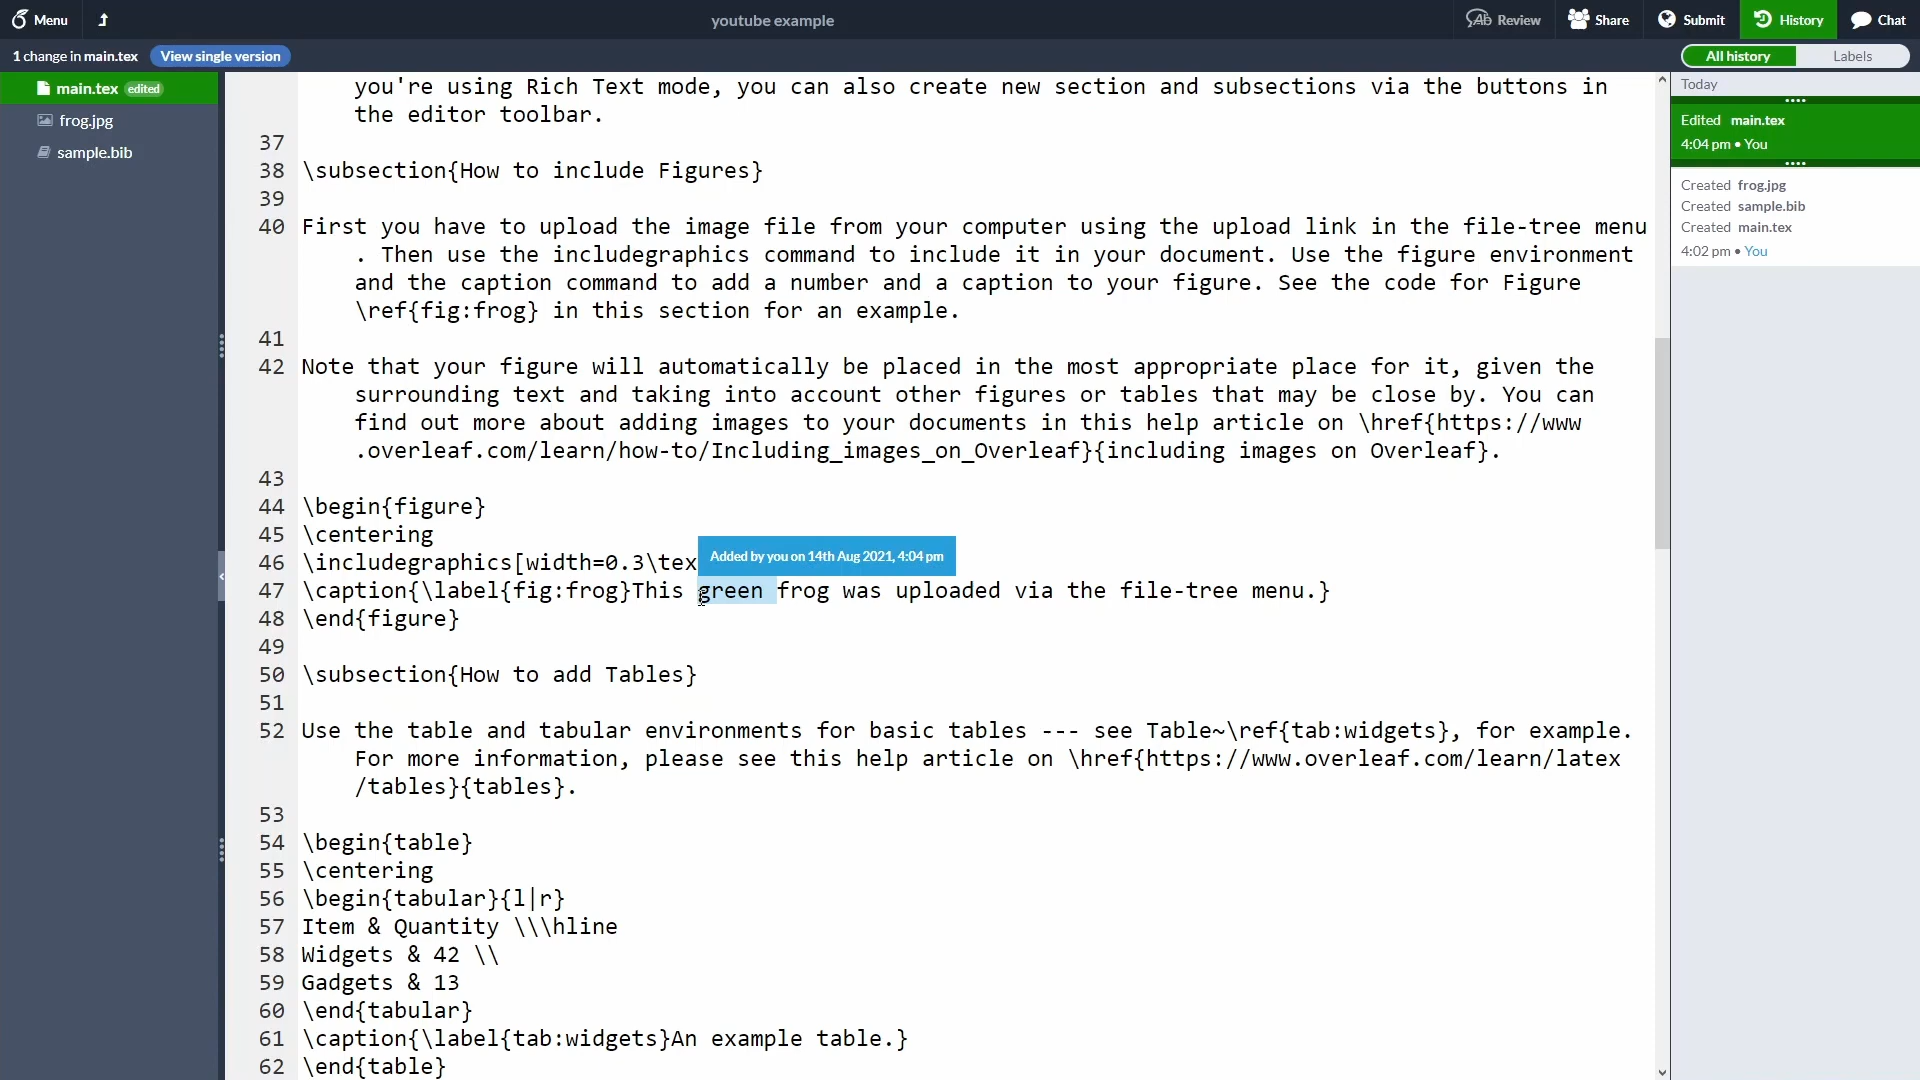 Menu
youtube example
Review
Share
Submit
History
Chat
1 change in main.tex
View single version
All history
Labels
main.tex edited
frog.jpg
sample.bib
you're using Rich Text mode, you can also create new section and subsections via the buttons in
the editor toolbar.
37
38 \subsection{How to include Figures}
39
40 First you have to upload the image file from your computer using the upload link in the file-tree menu
. Then use the includegraphics command to include it in your document. Use the figure environment
and the caption command to add a number and a caption to your figure. See the code for Figure
\ref{fig:frog} in this section for an example.
41
42 Note that your figure will automatically be placed in the most appropriate place for it, given the
surrounding text and taking into account other figures or tables that may be close by. You can
find out more about adding images to your documents in this help article on \href{https://www
.overleaf.com/learn/how-to/Including_images_on_Overleaf}{including images on Overleaf}.
43
44 \begin{figure}
45 \centering
46 \includegraphics[width=0.3\tex
Added by you on 14th Aug 2021, 4:04 pm
47 \caption{\label{fig:frog}This green frog was uploaded via the file-tree menu.}
48 \end{figure}
49
50 \subsection{How to add Tables}
51
52 Use the table and tabular environments for basic tables --- see Table~\ref{tab:widgets}, for example.
For more information, please see this help article on \href{https://www.overleaf.com/learn/latex
/tables}{tables}.
53
54 \begin{table}
55 \centering
56 \begin{tabular}{l|r}
57 Item & Quantity \\\hline
58 Widgets & 42 \\
59 Gadgets & 13
60 \end{tabular}
61 \caption{\label{tab:widgets}An example table.}
62 \end{table}
Today
Edited main.tex
4:04 pm • You
Created frog.jpg
Created sample.bib
Created main.tex
4:02 pm • You